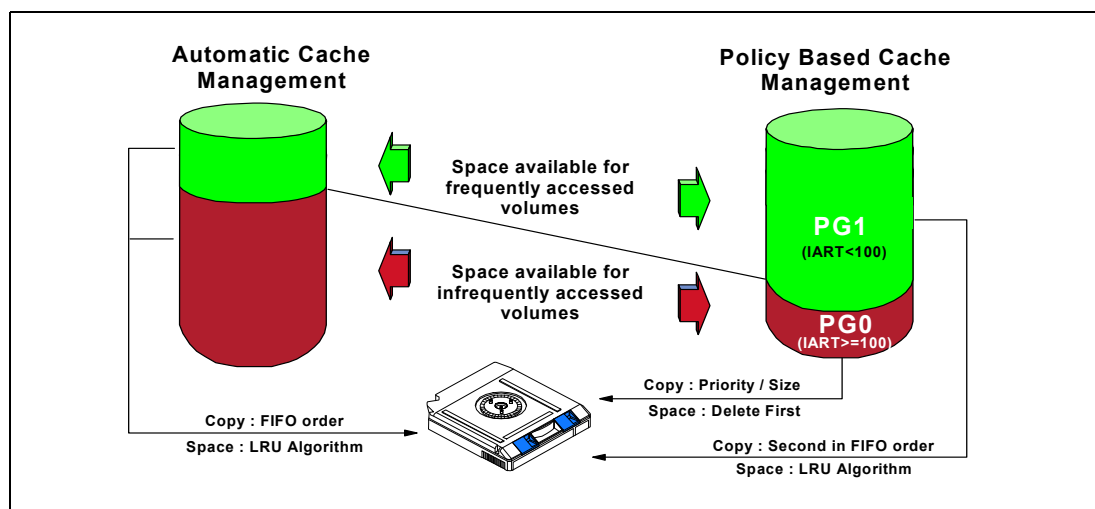 Automatic Cache
Management
Policy Based Cache
Management
Space available for
frequently accessed
volumes
PG1
(IART<100)
Space available for
infrequently accessed
volumes
PG0
(IART>=100)
Copy : Priority / Size
Space : Delete First
Copy : FIFO order
Space : LRU Algorithm
Copy : Second in FIFO order
Space : LRU Algorithm